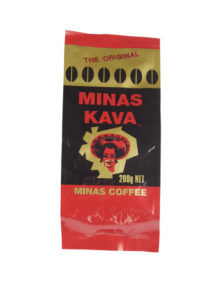 THE ORIGINAL
MINAS
KAVA
200g NET
MINAS COFFEE